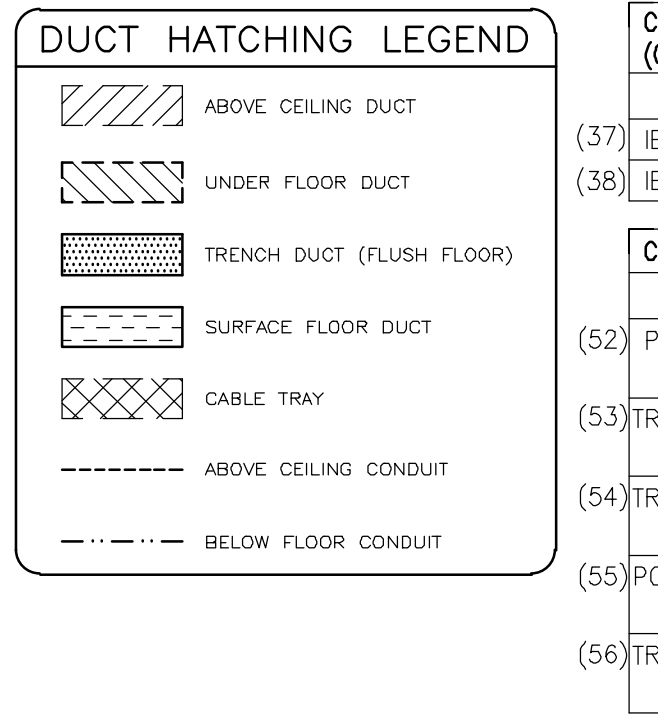 DUCT HATCHING LEGEND
ABOVE CEILING DUCT
UNDER FLOOR DUCT
TRENCH DUCT (FLUSH FLOOR)
SURFACE FLOOR DUCT
CABLE TRAY
ABOVE CEILING CONDUIT
BELOW FLOOR CONDUIT
(37)
(38)
(52)
(53)
(54)
(55)
(56)